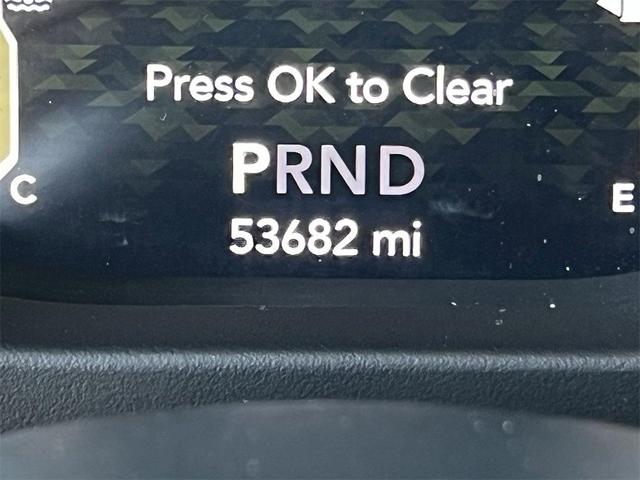 Press OK to Clear
PRND
C
E
53682 mi